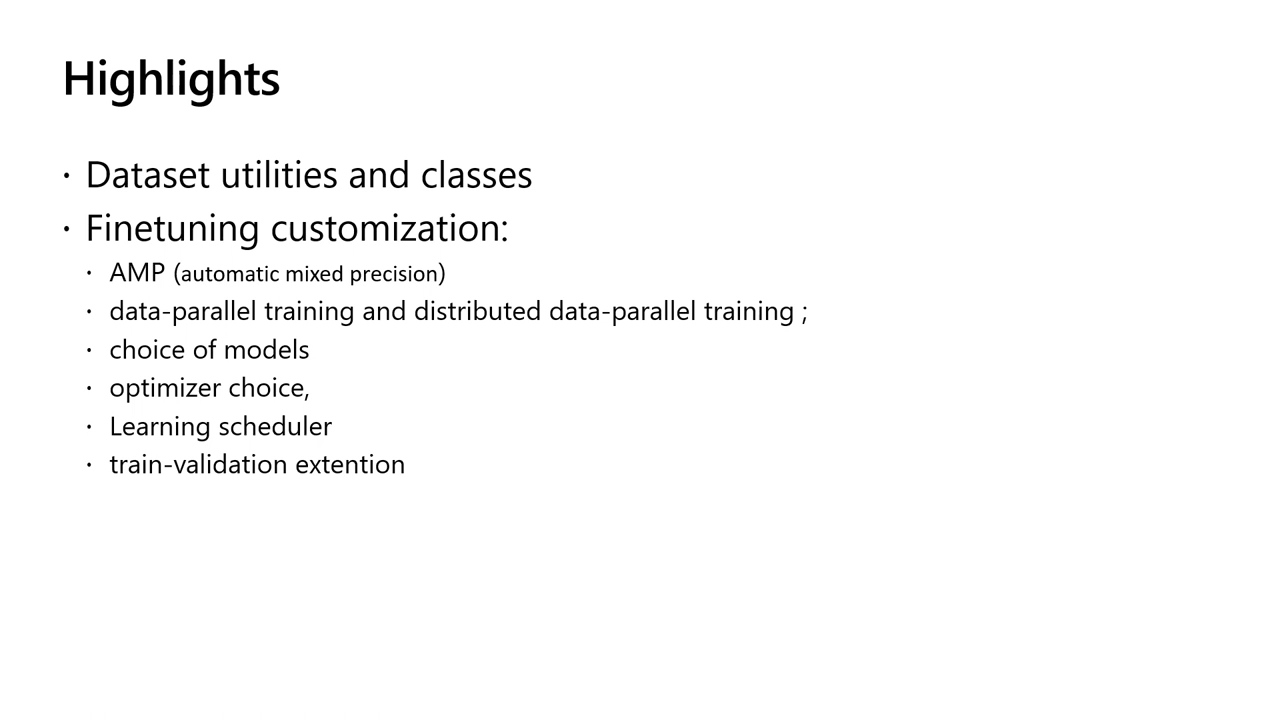 Highlights
· Dataset utilities and classes
· Finetuning customization:
· AMP (automatic mixed precision)
· data-parallel training and distributed data-parallel training ;
· choice of models
· optimizer choice,
· Learning scheduler
· train-validation extention